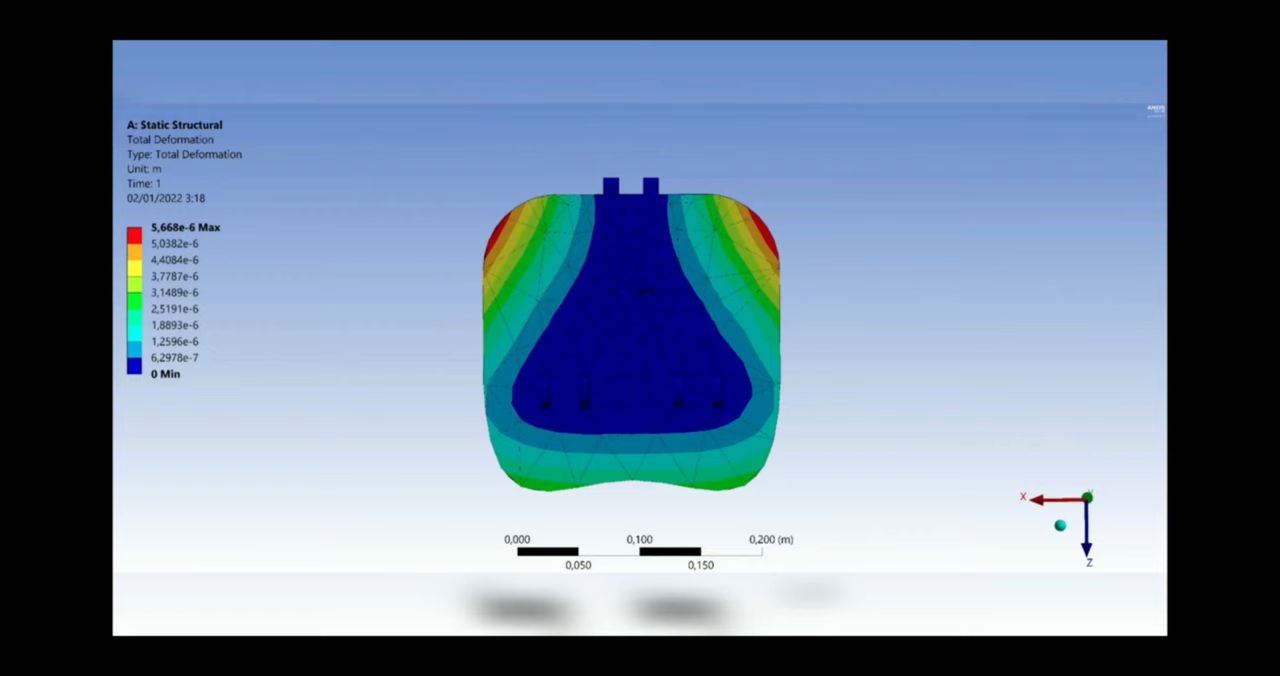 ANSYS
A: Static Structural
Total Deformation
Type: Total Deformation
Unit: m
Time: 1
02/01/2022 3:18
5,668e-6 Max
5,0382e-6
4,4084e-6
3,7787e-6
3,1489e-6
2,5191e-6
1,8893e-6
1,2596e-6
6,2978e-7
0 Min
0,000
0,100
0,200 (m)
0,050
0,150
X
Y
Z